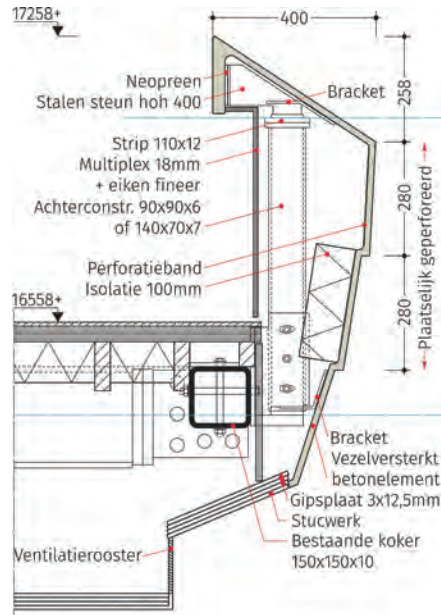 17258+
400
Neopreen
Stalen steun hoh 400
Bracket
258
Strip 110x12
Multiplex 18mm
+ eiken fineer
Achterconstr. 90x90x6
of 140x70x7
280
Plaatselijk geperforeerd
Perforatieband
Isolatie 100mm
280
16558+
Bracket
Vezelversterkt
betonelement
Gipsplaat 3x12,5mm
Stucwerk
Bestaande koker
150x150x10
Ventilatierooster